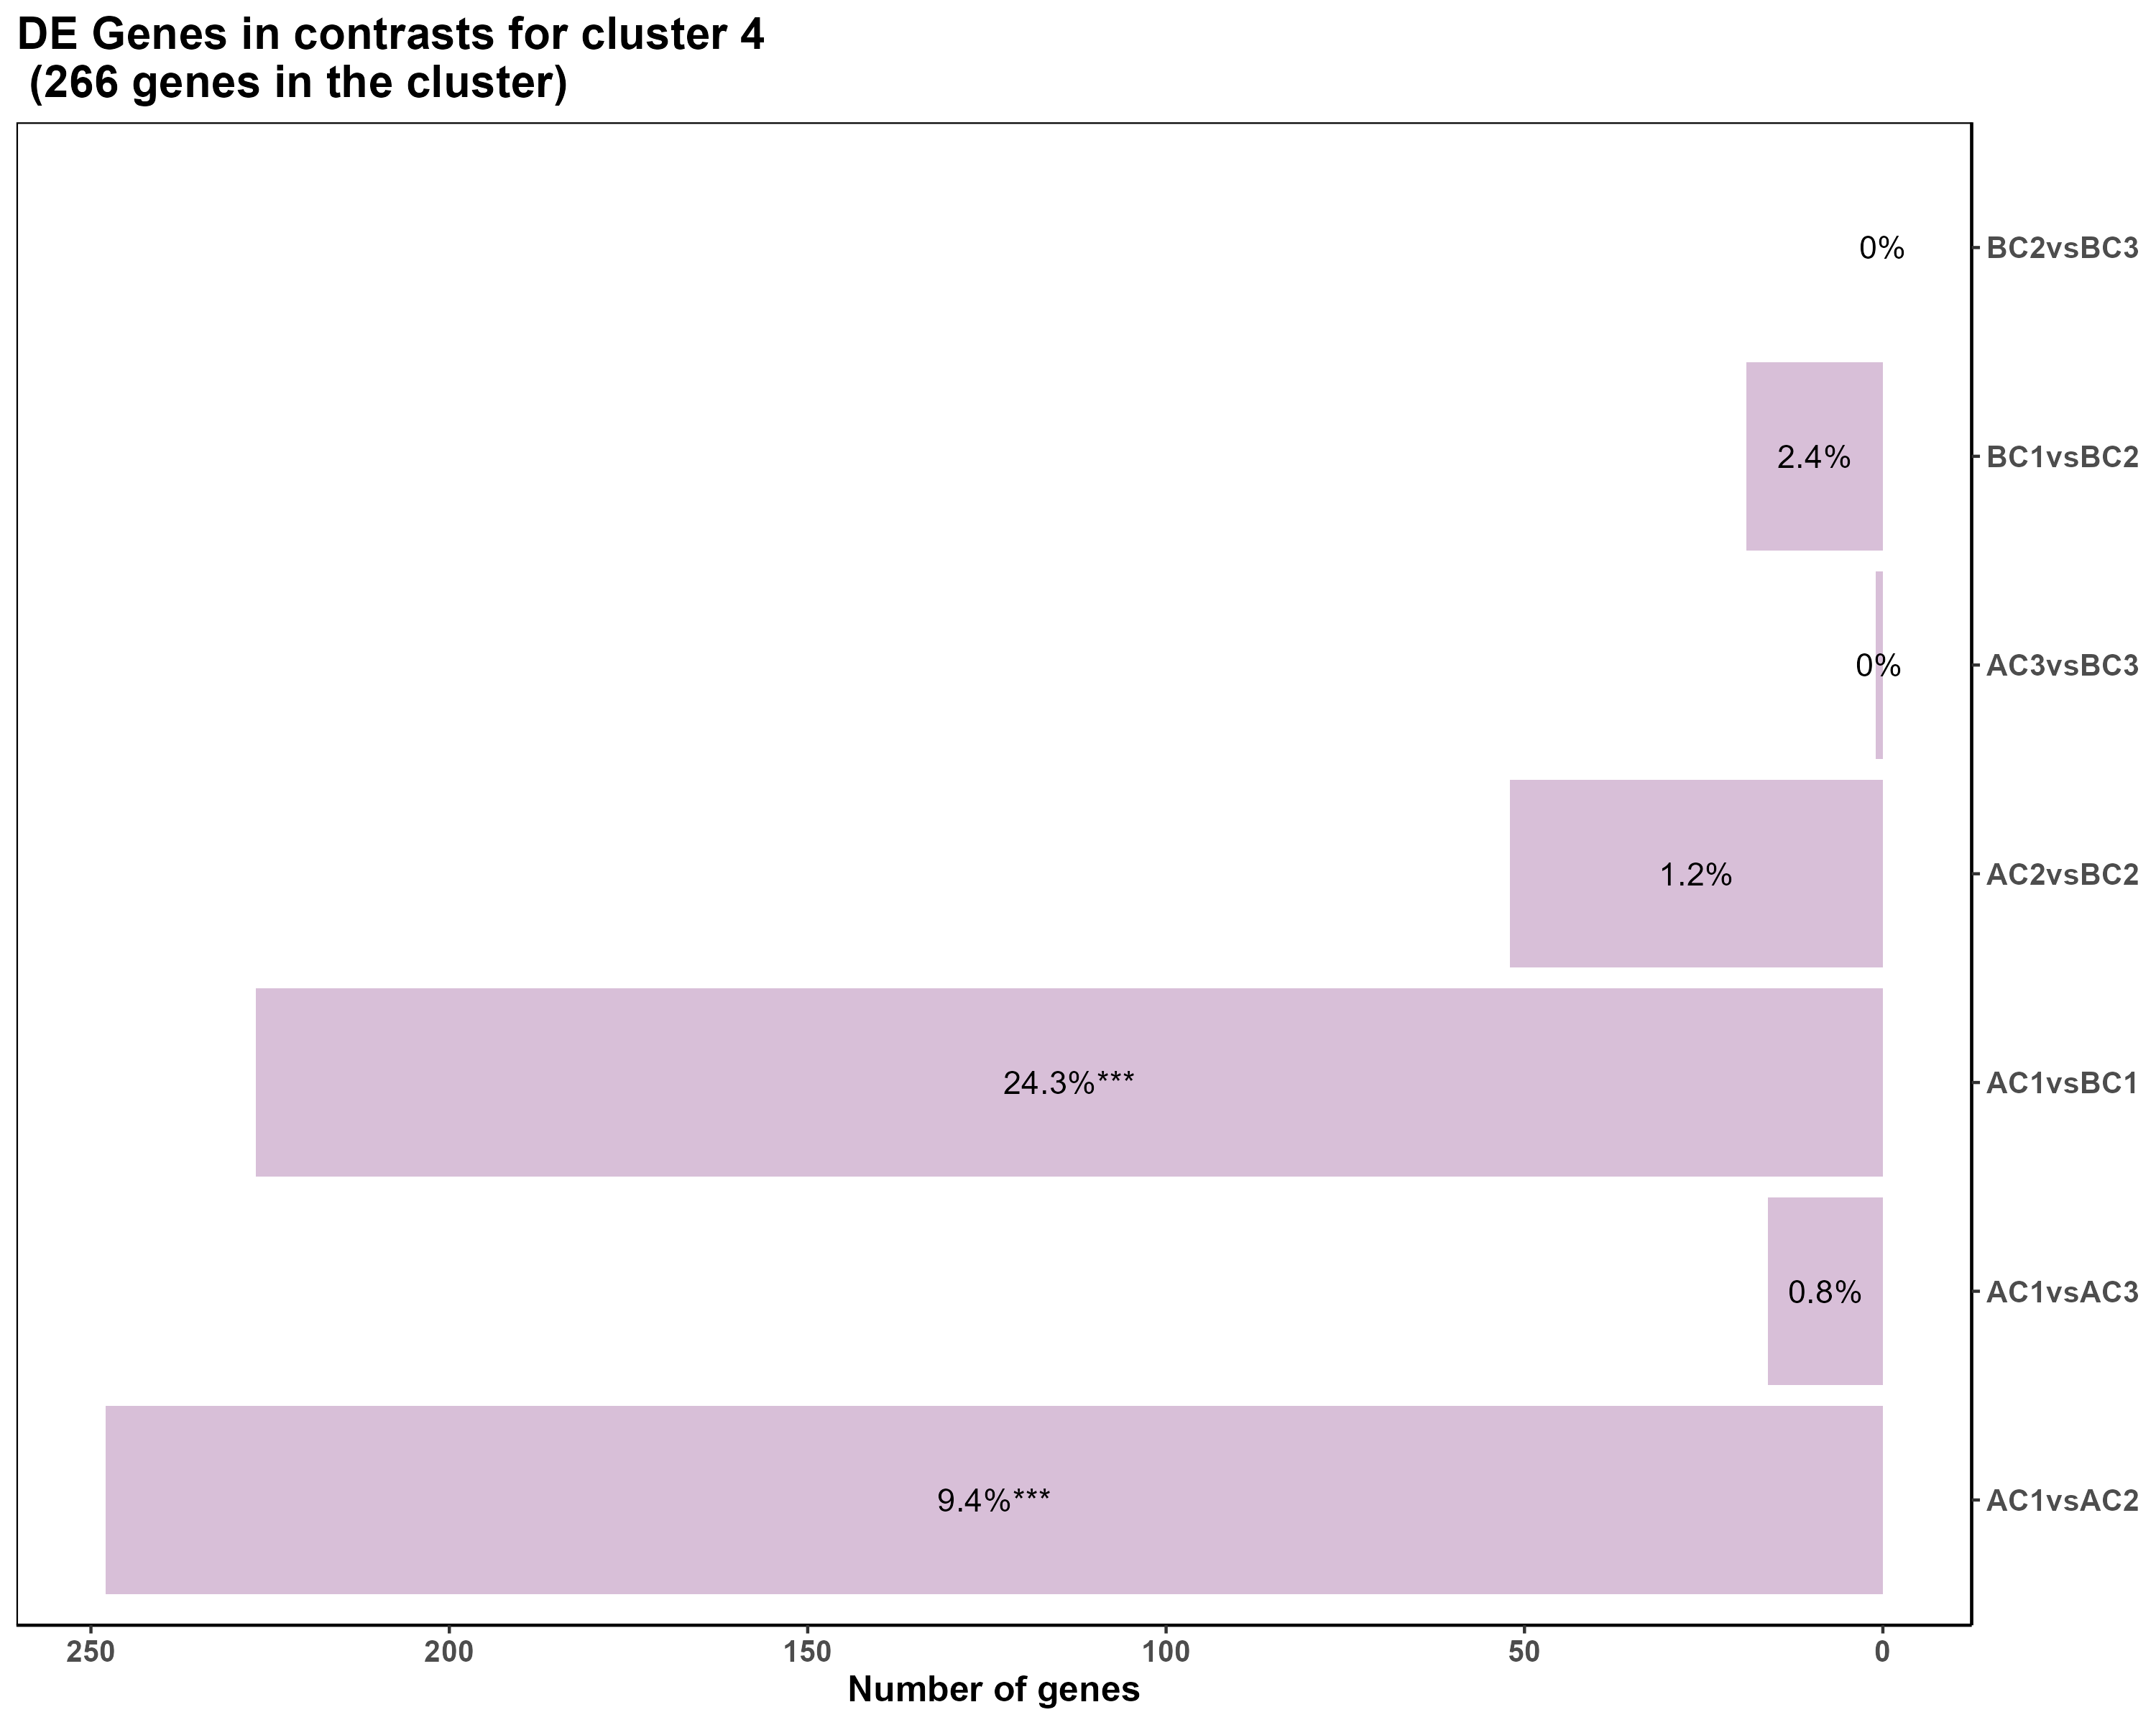 DE Genes in contrasts for cluster 4
(266 genes in the cluster)
0% BC2vsBC3
2.4% BC1vsBC2
0% AC3vsBC3
1.2% AC2vsBC2
24.3%*** AC1vsBC1
0.8% AC1vsAC3
9.4%*** AC1vsAC2
250 200 150 100 50 0
Number of genes